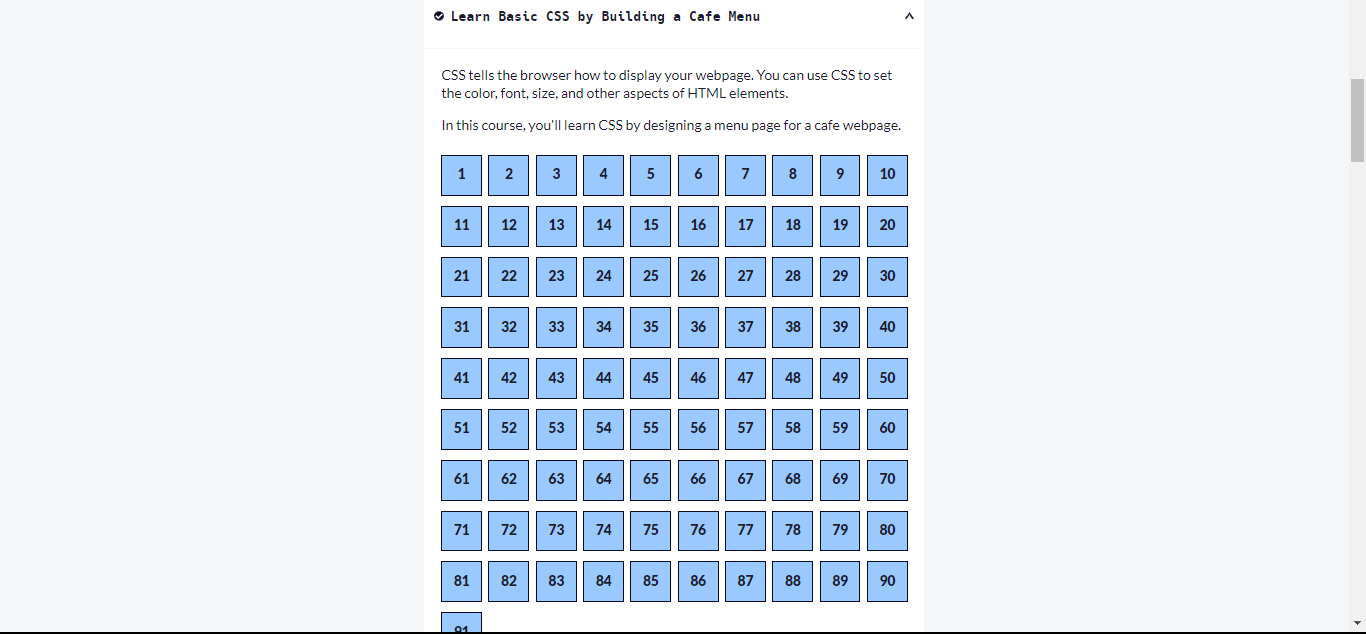 Learn Basic CSS by Building a Cafe Menu
CSS tells the browser how to display your webpage. You can use CSS to set
the color, font, size, and other aspects of HTML elements.
In this course, you'll learn CSS by designing a menu page for a cafe webpage.
1 2 3 4 5 6 7 8 9 10
11 12 13 14 15 16 17 18 19 20
21 22 23 24 25 26 27 28 29 30
31 32 33 34 35 36 37 38 39 40
41 42 43 44 45 46 47 48 49 50
51 52 53 54 55 56 57 58 59 60
61 62 63 64 65 66 67 68 69 70
71 72 73 74 75 76 77 78 79 80
81 82 83 84 85 86 87 88 89 90
91